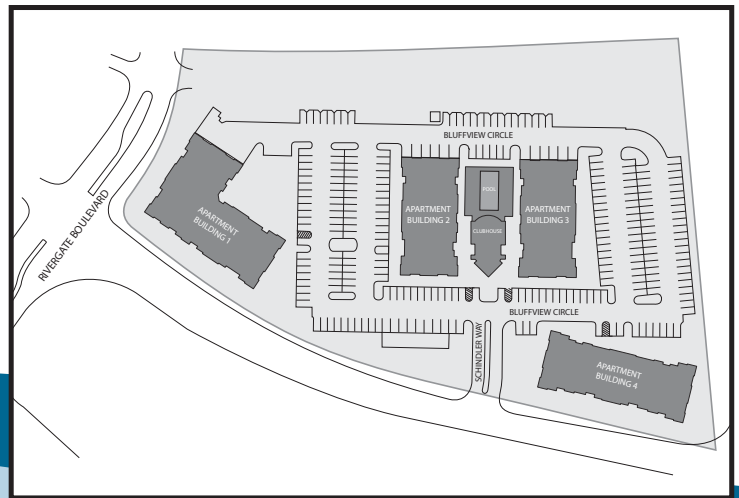 BLUFFVIEW CIRCLE
RIVERGATE BOULEVARD
APARTMENT
BUILDING 1
APARTMENT
BUILDING 2
POOL
CLUBHOUSE
APARTMENT
BUILDING 3
BLUFFVIEW CIRCLE
SCHINDLER WAY
APARTMENT
BUILDING 4